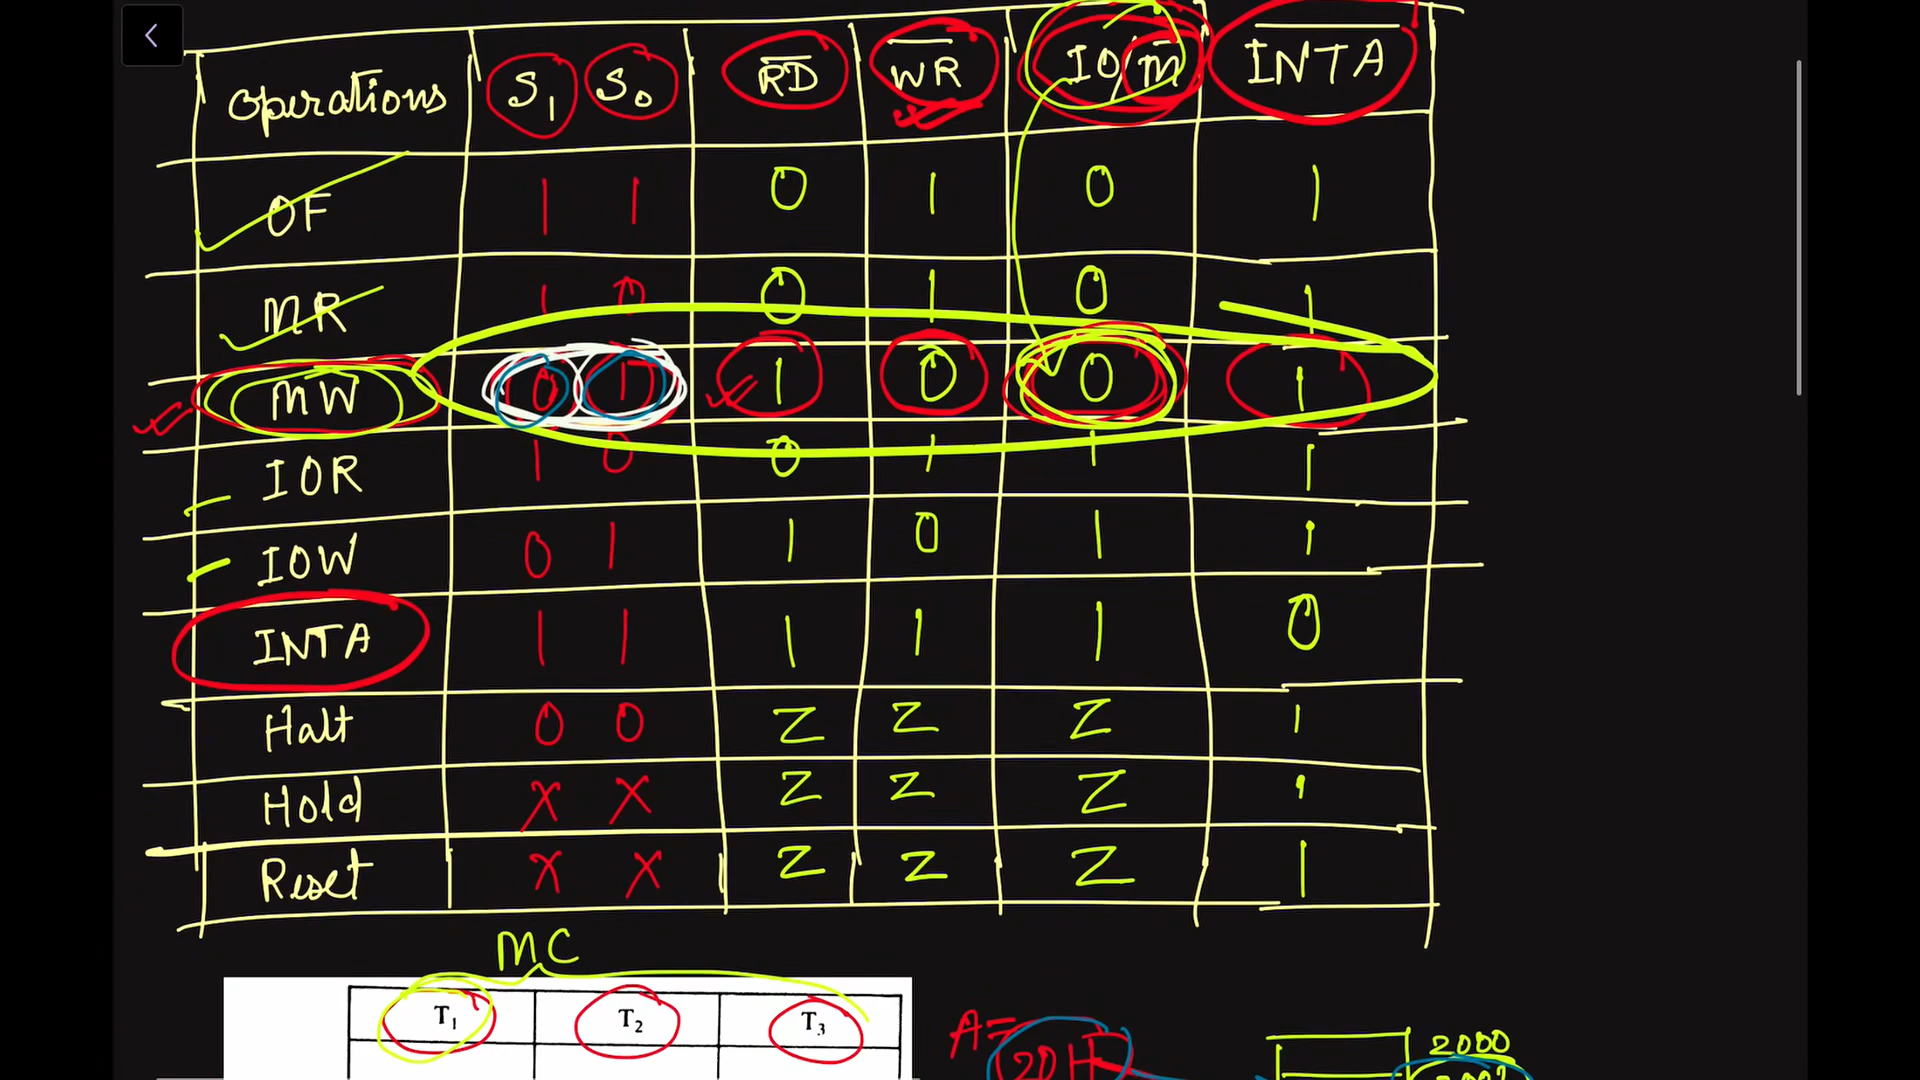 Operations S1 S0 R̅D̅ W̅R̅ IO/M̅ I̅N̅T̅A̅
OF 1 1 0 1 0 1
MR 1 0 0 1 0 1
MW 0 1 1 0 0 1
IOR 1 0 0 1 1 1
IOW 0 1 1 0 1 1
INTA 1 1 1 1 1 0
Halt 0 0 Z Z Z 1
Hold X X Z Z Z 1
Reset X X Z Z Z 1
MC
T1 T2 T3
A=
20H
2000